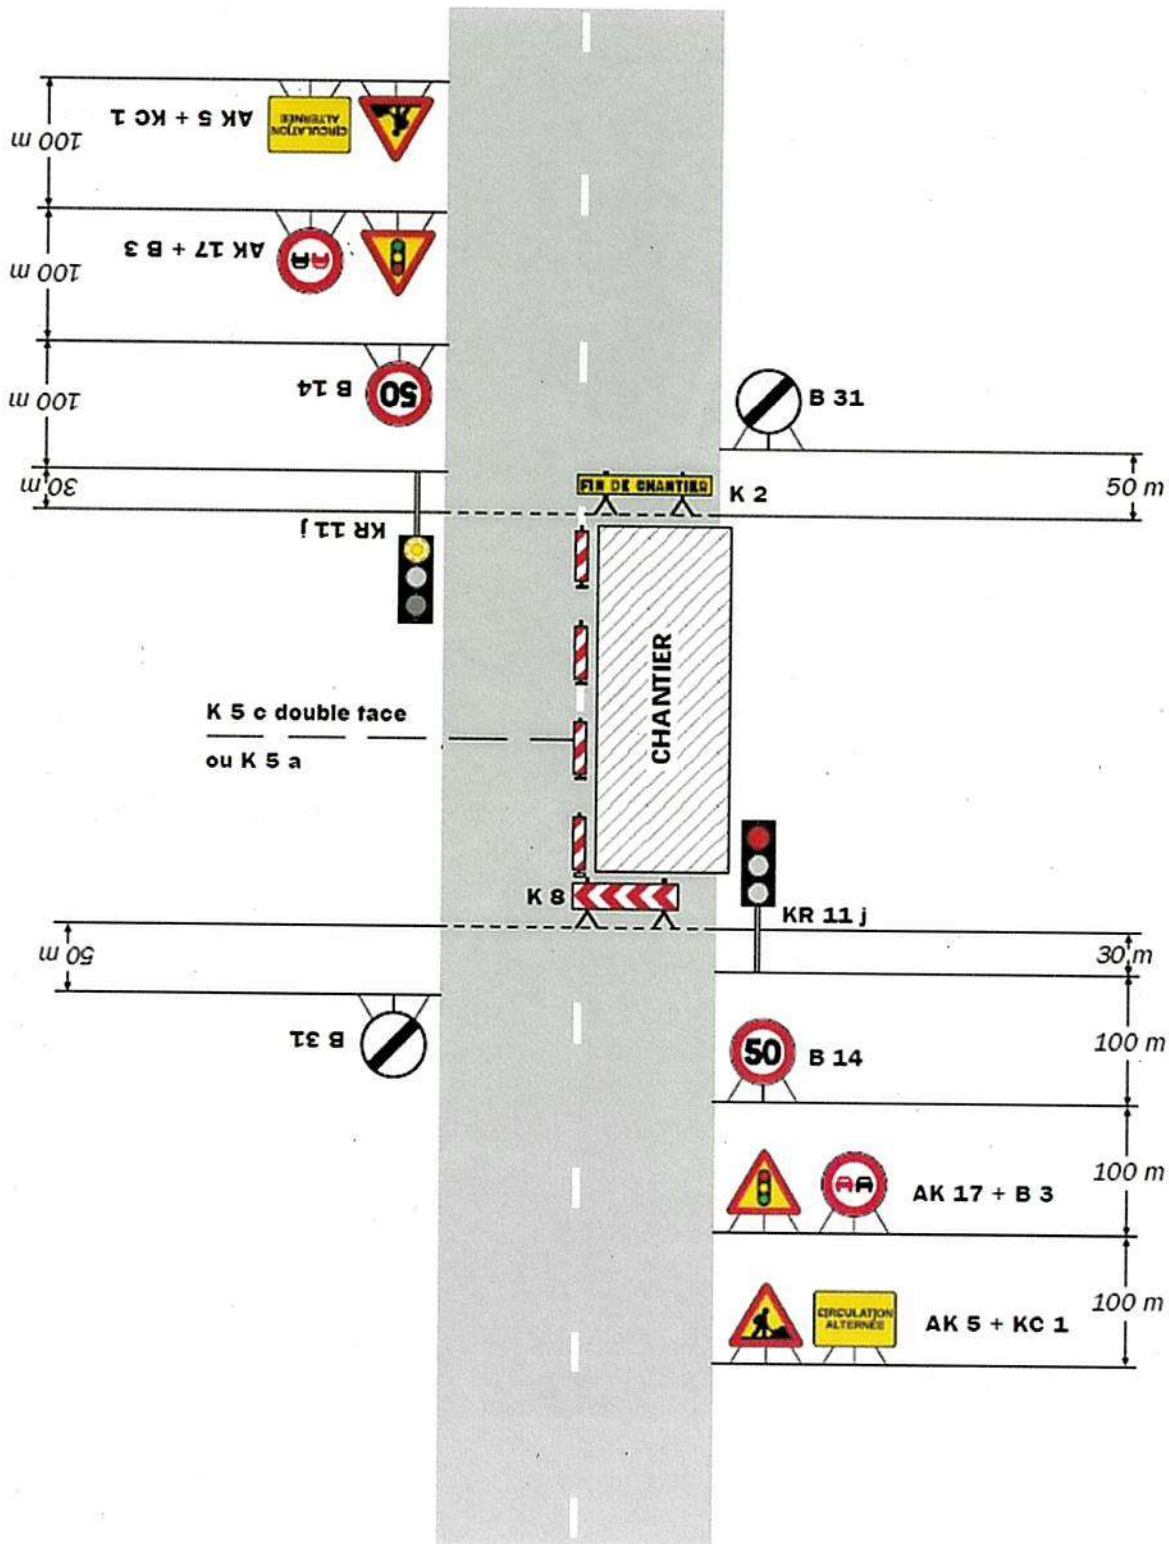 100 m
AK 5 + KC 1
CIRCULATION
ALTERNÉE
100 m
AK 17 + B 3
100 m
B 14
50
B 31
30 m
KR 11 j
FIN DE CHANTIER
K 2
50 m
CHANTIER
K 5 c double face
ou K 5 a
K 8
KR 11 j
50 m
30 m
B 31
50
B 14
100 m
AK 17 + B 3
100 m
CIRCULATION
ALTERNÉE
AK 5 + KC 1
100 m